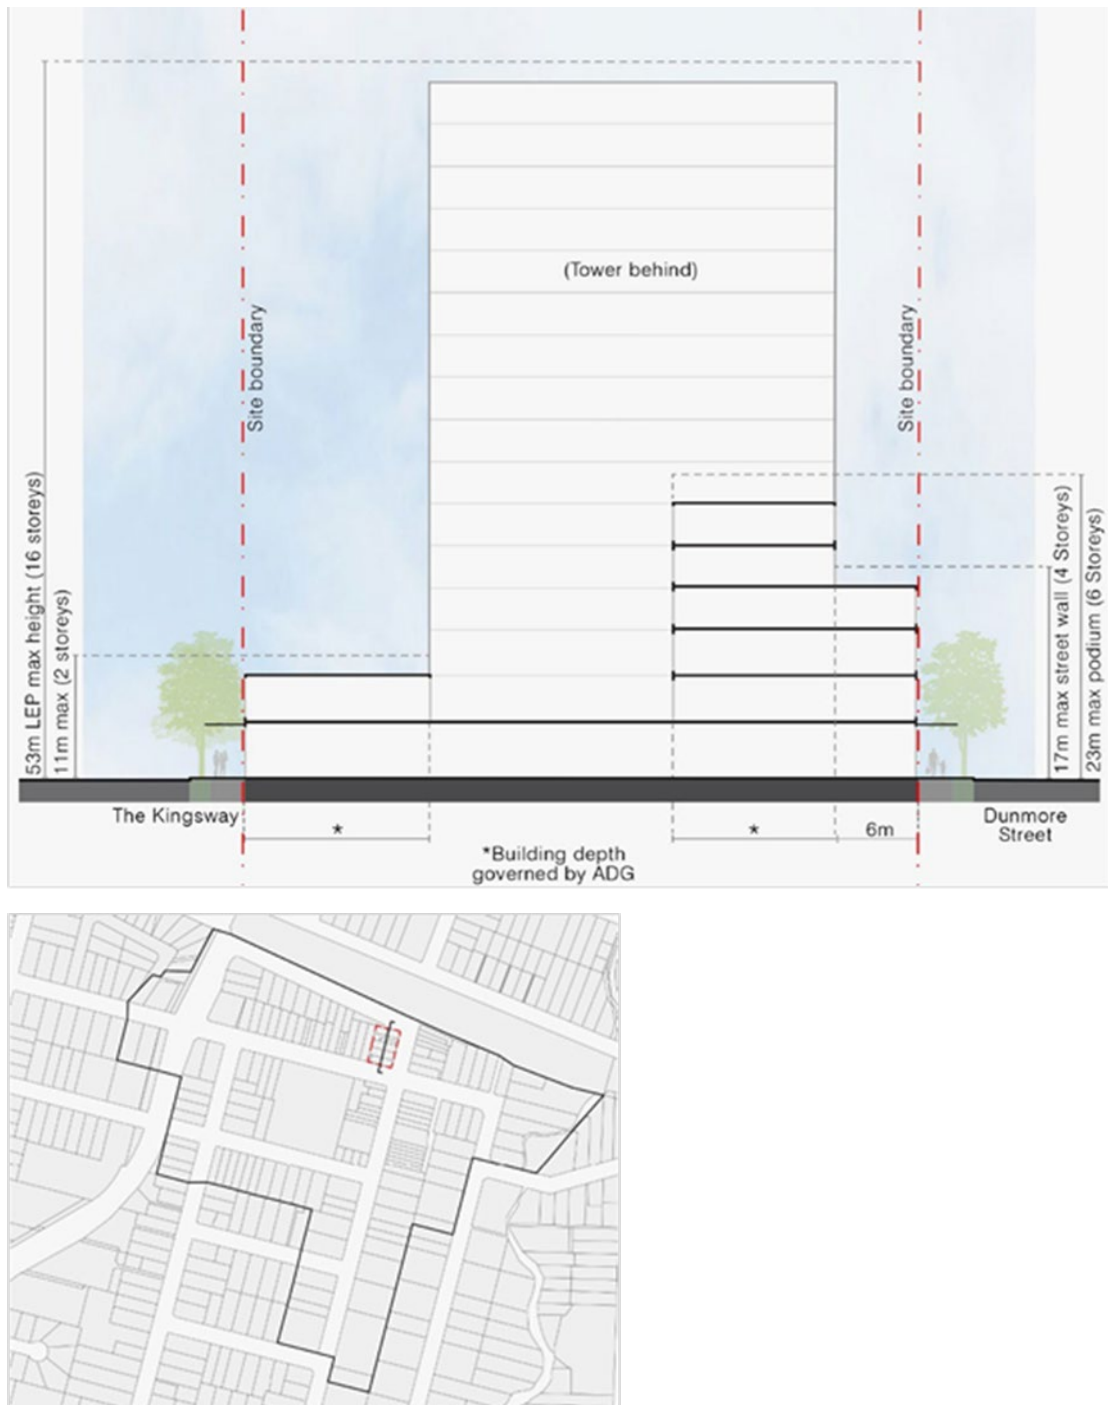 (Tower behind)
Site boundary
Site boundary
53m LEP max height (16 storeys)
11m max (2 storeys)
17m max street wall (4 Storeys)
23m max podium (6 Storeys)
The Kingsway
Dunmore
Street
*
*
6m
*Building depth
governed by ADG